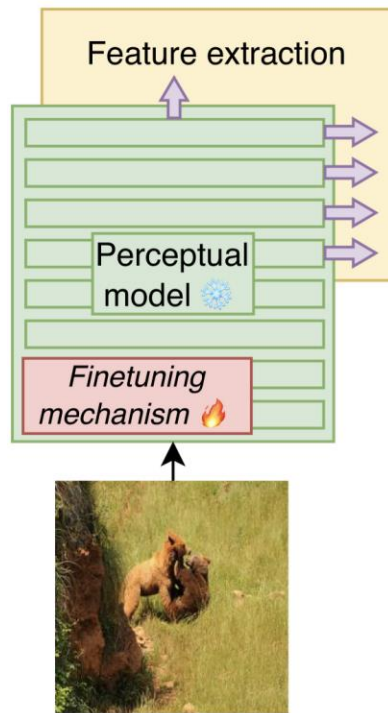 Feature extraction
Perceptual
model
Finetuning
mechanism